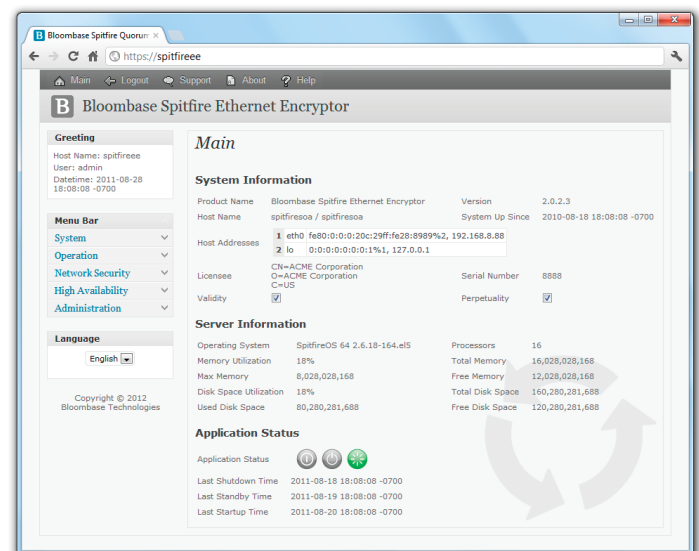 Bloombase Spitfire Quorum
https://spitfireee
Main Logout Support About Help
B Bloombase Spitfire Ethernet Encryptor
Greeting
Host Name: spitfireee
User: admin
Datetime: 2011-08-28
18:08:08 -0700
Menu Bar
System
Operation
Network Security
High Availability
Administration
Language
English
Copyright © 2012
Bloombase Technologies
Main
System Information
Product Name Bloombase Spitfire Ethernet Encryptor Version 2.0.2.3
Host Name spitfiresoa / spitfiresoa System Up Since 2010-08-18 18:08:08 -0700
Host Addresses
1 eth0 fe80:0:0:0:20c:29ff:fe28:8989%2, 192.168.8.88
2 lo 0:0:0:0:0:0:0:1%1, 127.0.0.1
CN=ACME Corporation
Licensee O=ACME Corporation Serial Number 8888
C=US
Validity Perpetuality
Server Information
Operating System SpitfireOS 64 2.6.18-164.el5 Processors 16
Memory Utilization 18% Total Memory 16,028,028,168
Max Memory 8,028,028,168 Free Memory 12,028,028,168
Disk Space Utilization 18% Total Disk Space 160,280,281,688
Used Disk Space 80,280,281,688 Free Disk Space 120,280,281,688
Application Status
Application Status
Last Shutdown Time 2011-08-18 18:08:08 -0700
Last Standby Time 2011-08-19 18:08:08 -0700
Last Startup Time 2011-08-20 18:08:08 -0700